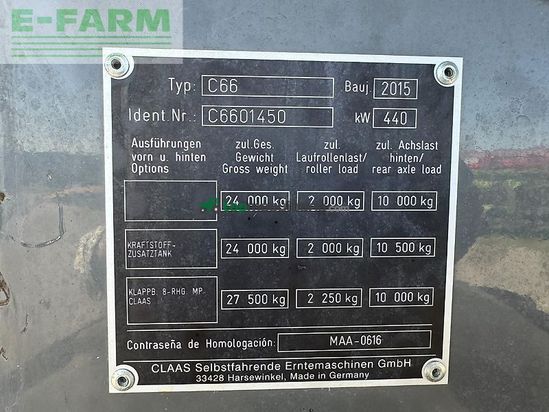 E-FARM
Typ: C66 Bauj. 2015
Ident.Nr.: C6601450 kW 440
Ausführungen vorn u. hinten Options
zul.Ges. Gewicht Gross weight
zul. Laufrollenlast/ roller load
zul. Achslast hinten/ rear axle load
24 000 kg 2 000 kg 10 000 kg
KRAFTSTOFF-ZUSATZTANK 24 000 kg 2 000 kg 10 500 kg
KLAPPB. 8-RHG. MP. CLAAS 27 500 kg 2 250 kg 10 000 kg
Contraseña de Homologación: MAA-0616
CLAAS Selbstfahrende Erntemaschinen GmbH
33428 Harsewinkel, Made in Germany